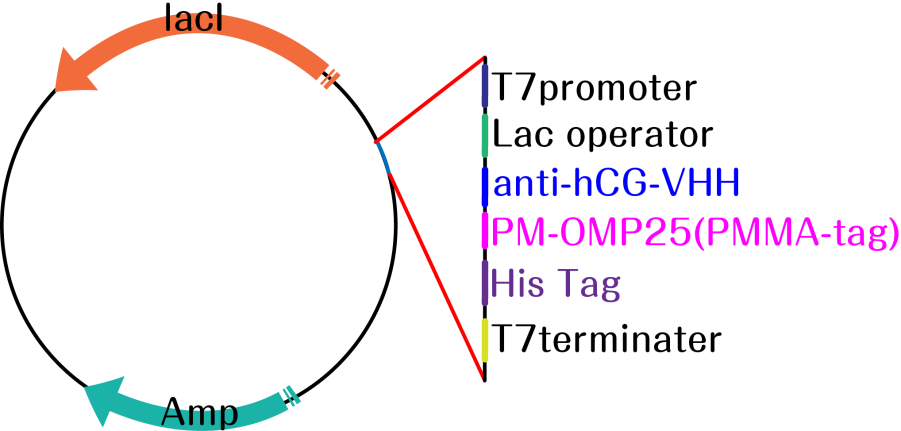 lacI
T7promoter
Lac operator
anti-hCG-VHH
PM-OMP25(PMMA-tag)
His Tag
T7terminater
Amp